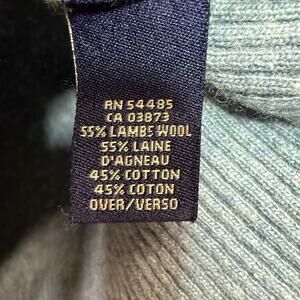 RN 54485
CA 03873
55% LAMBS WOOL
55% LAINE
D'AGNEAU
45% COTTON
45% COTON
OVER/VERSO